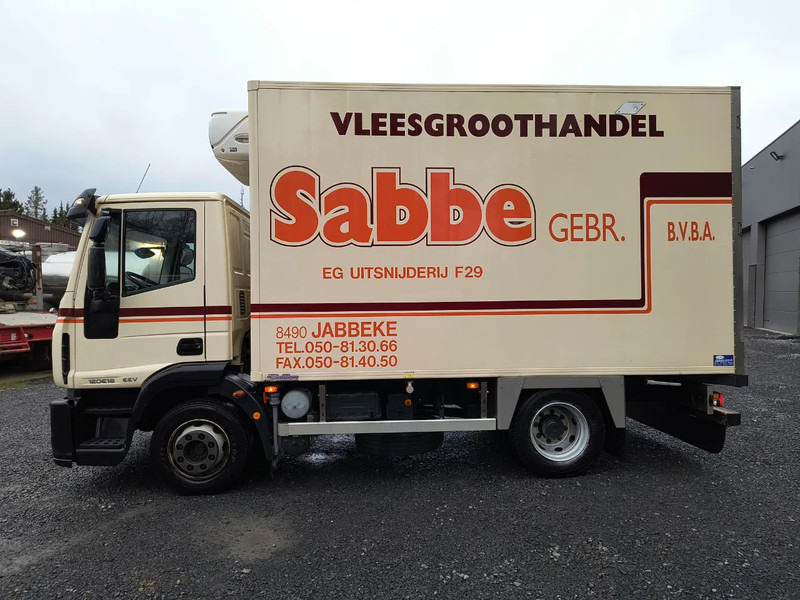 VLEESGROOTHANDEL
Sabbe GEBR. B.V.B.A.
EG UITSNIJDERIJ F29
8490 JABBEKE
TEL.050-81.30.66
FAX.050-81.40.50
120E18 EEV